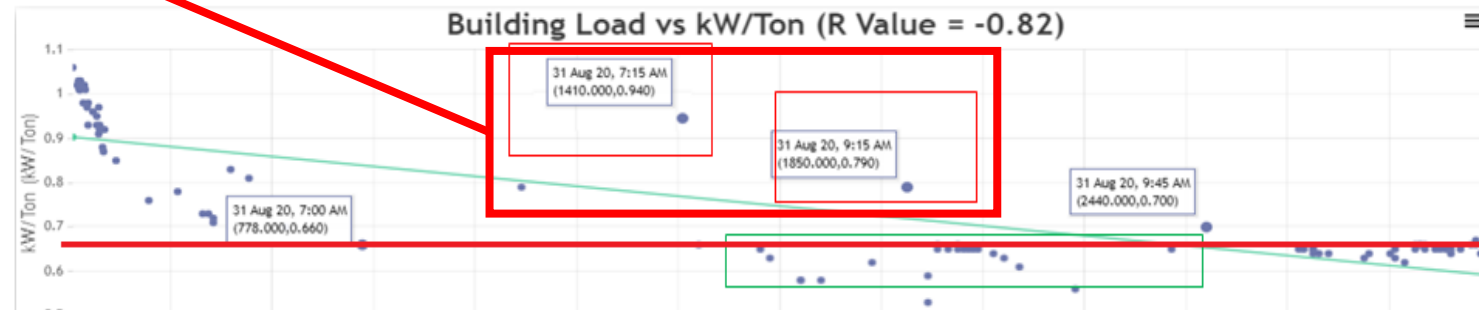 Building Load vs kW/Ton (R Value = -0.82)
1.1
1
0.9
0.8
0.7
0.6
kW/Ton (kW/Ton)
31 Aug 20, 7:15 AM
(1410.000,0.940)
31 Aug 20, 9:15 AM
(1850.000,0.790)
31 Aug 20, 9:45 AM
(2440.000,0.700)
31 Aug 20, 7:00 AM
(778.000,0.660)